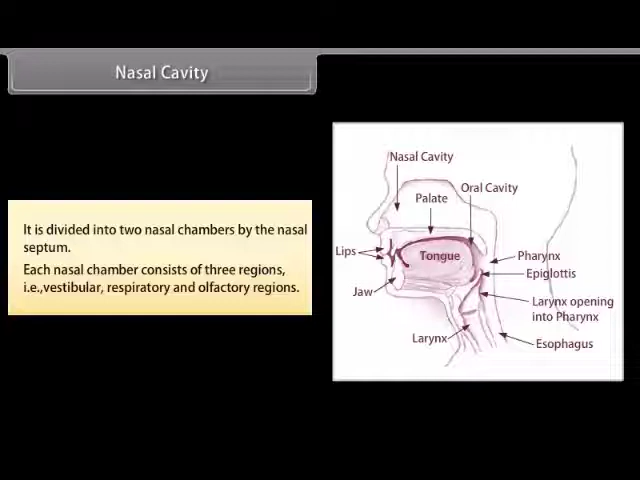 Nasal Cavity
It is divided into two nasal chambers by the nasal
septum.
Each nasal chamber consists of three regions,
i.e.,vestibular, respiratory and olfactory regions.
Nasal Cavity
Oral Cavity
Palate
Lips
Tongue
Pharynx
Epiglottis
Jaw
Larynx opening
into Pharynx
Larynx
Esophagus